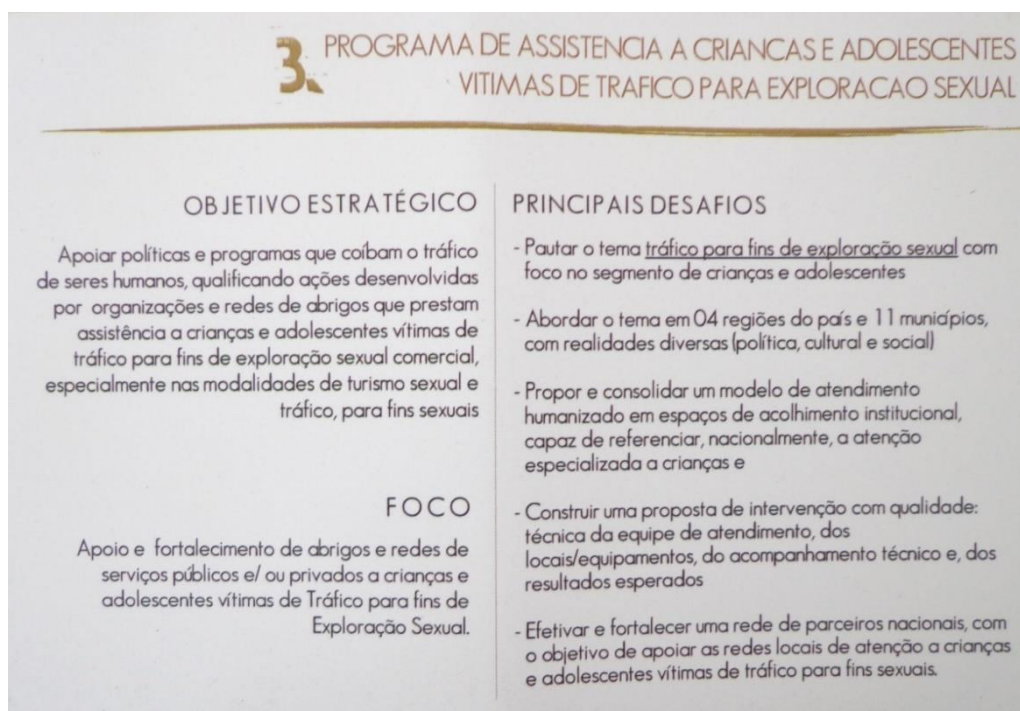 3. PROGRAMA DE ASSISTENCIA A CRIANCAS E ADOLESCENTES
VITIMAS DE TRAFICO PARA EXPLORACAO SEXUAL
OBJETIVO ESTRATÉGICO
Apoiar políticas e programas que coíbam o tráfico
de seres humanos, qualificando ações desenvolvidas
por organizações e redes de abrigos que prestam
assistência a crianças e adolescentes vítimas de
tráfico para fins de exploração sexual comercial,
especialmente nas modalidades de turismo sexual e
tráfico, para fins sexuais
FOCO
Apoio e fortalecimento de abrigos e redes de
serviços públicos e/ ou privados a crianças e
adolescentes vítimas de Tráfico para fins de
Exploração Sexual.
PRINCIPAIS DESAFIOS
- Pautar o tema tráfico para fins de exploração sexual com
foco no segmento de crianças e adolescentes
- Abordar o tema em 04 regiões do país e 11 municípios,
com realidades diversas (política, cultural e social)
- Propor e consolidar um modelo de atendimento
humanizado em espaços de acolhimento institucional,
capaz de referenciar, nacionalmente, a atenção
especializada a crianças e
- Construir uma proposta de intervenção com qualidade:
técnica da equipe de atendimento, dos
locais/equipamentos, do acompanhamento técnico e, dos
resultados esperados
- Efetivar e fortalecer uma rede de parceiros nacionais, com
o objetivo de apoiar as redes locais de atenção a crianças
e adolescentes vítimas de tráfico para fins sexuais.